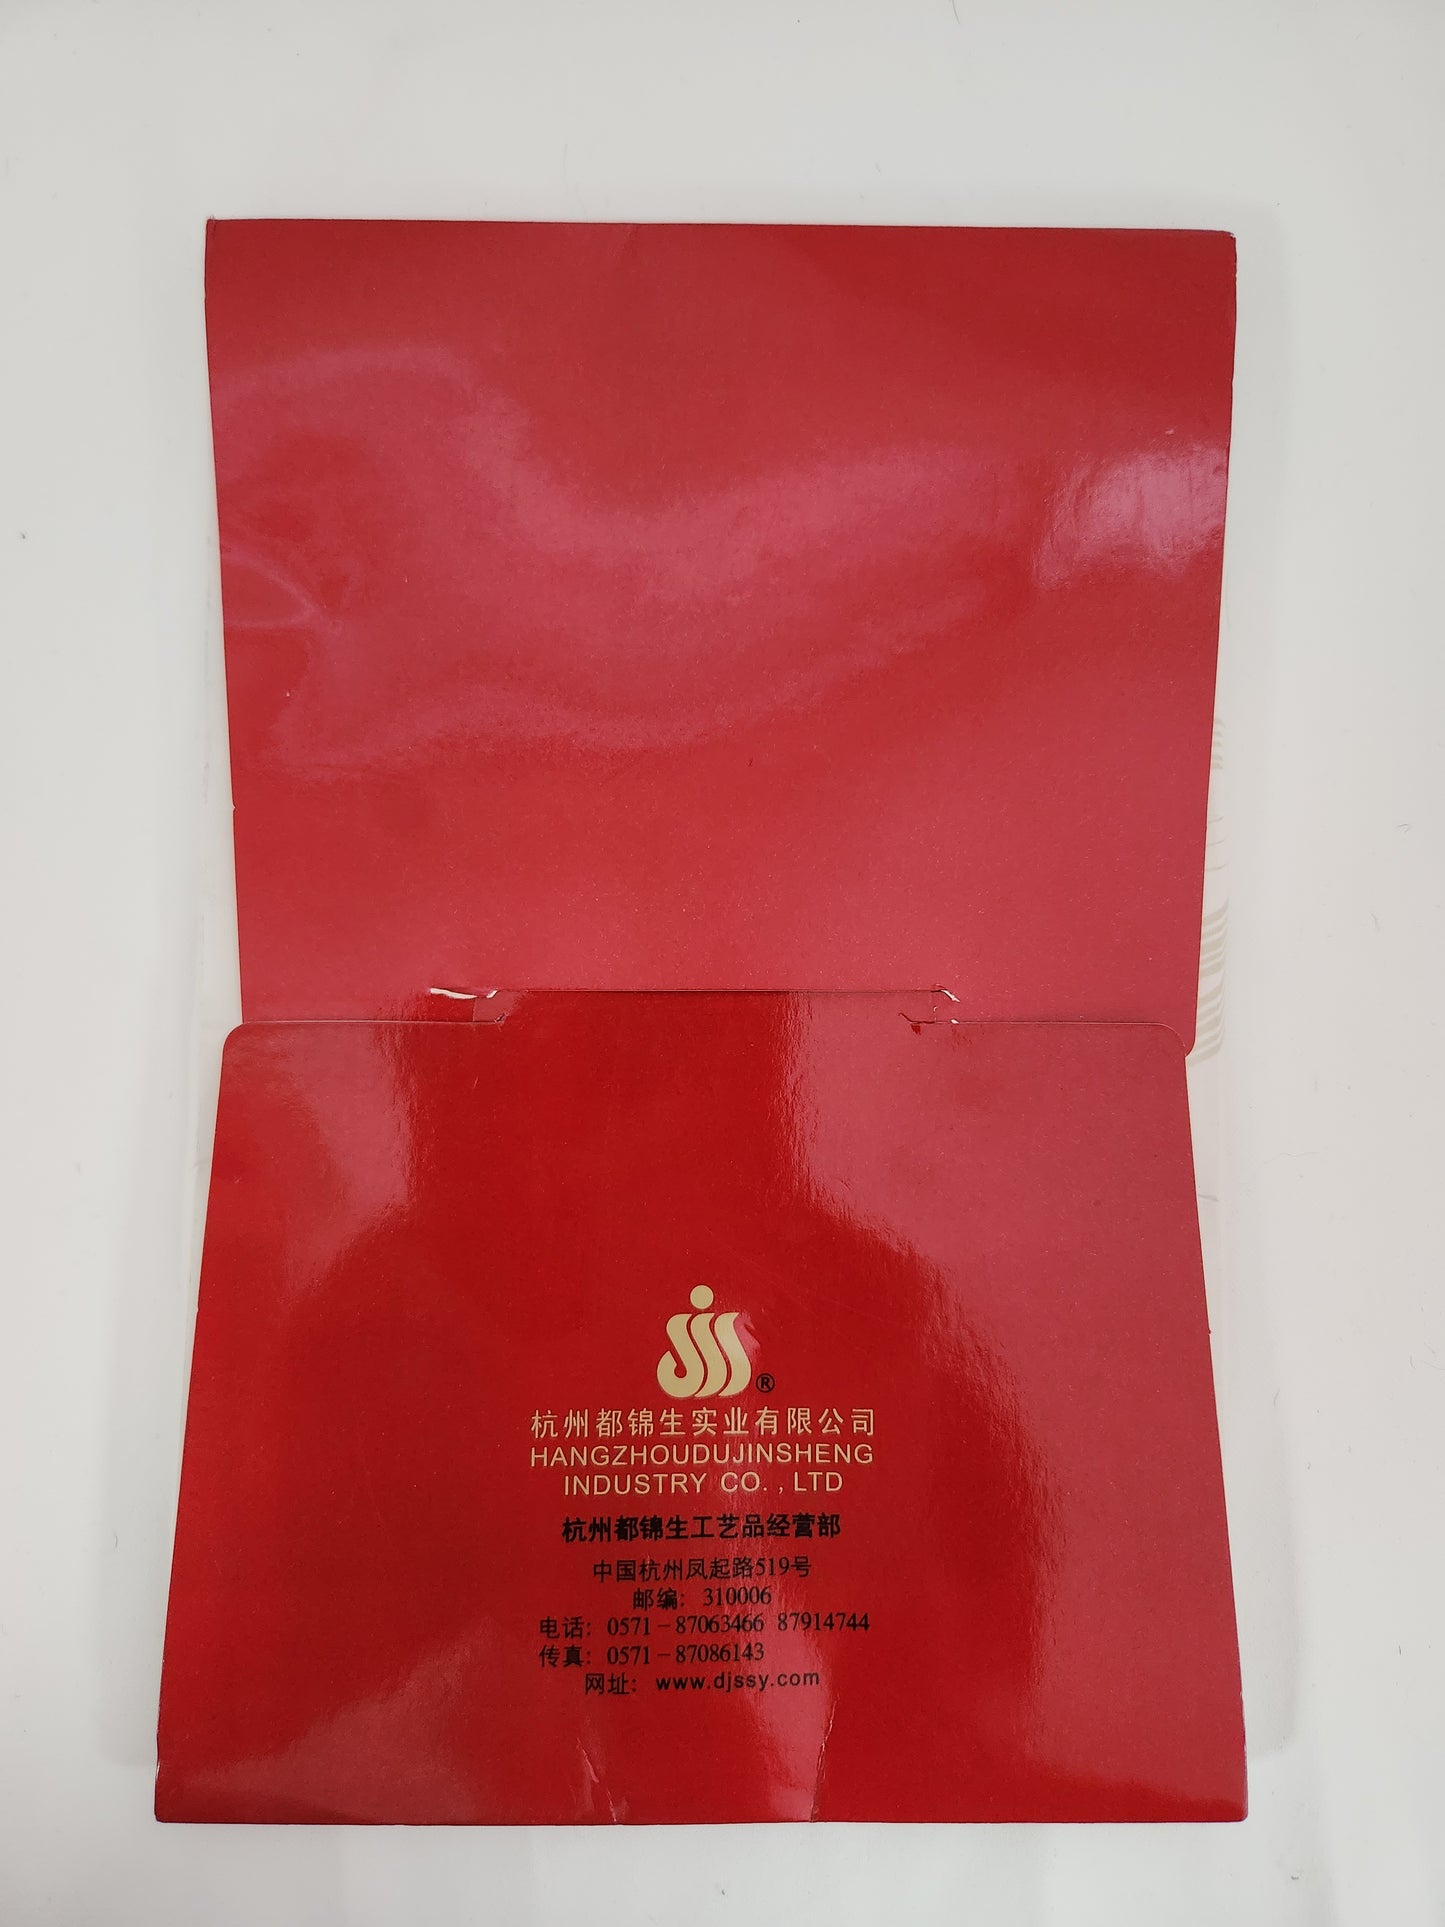 ®
杭州都锦生实业有限公司
HANGZHOUDUJINSHENG
INDUSTRY CO. , LTD
杭州都锦生工艺品经营部
中国杭州凤起路519号
邮编: 310006
电话: 0571-87063466 87914744
传真: 0571-87086143
网址: www.djssy.com